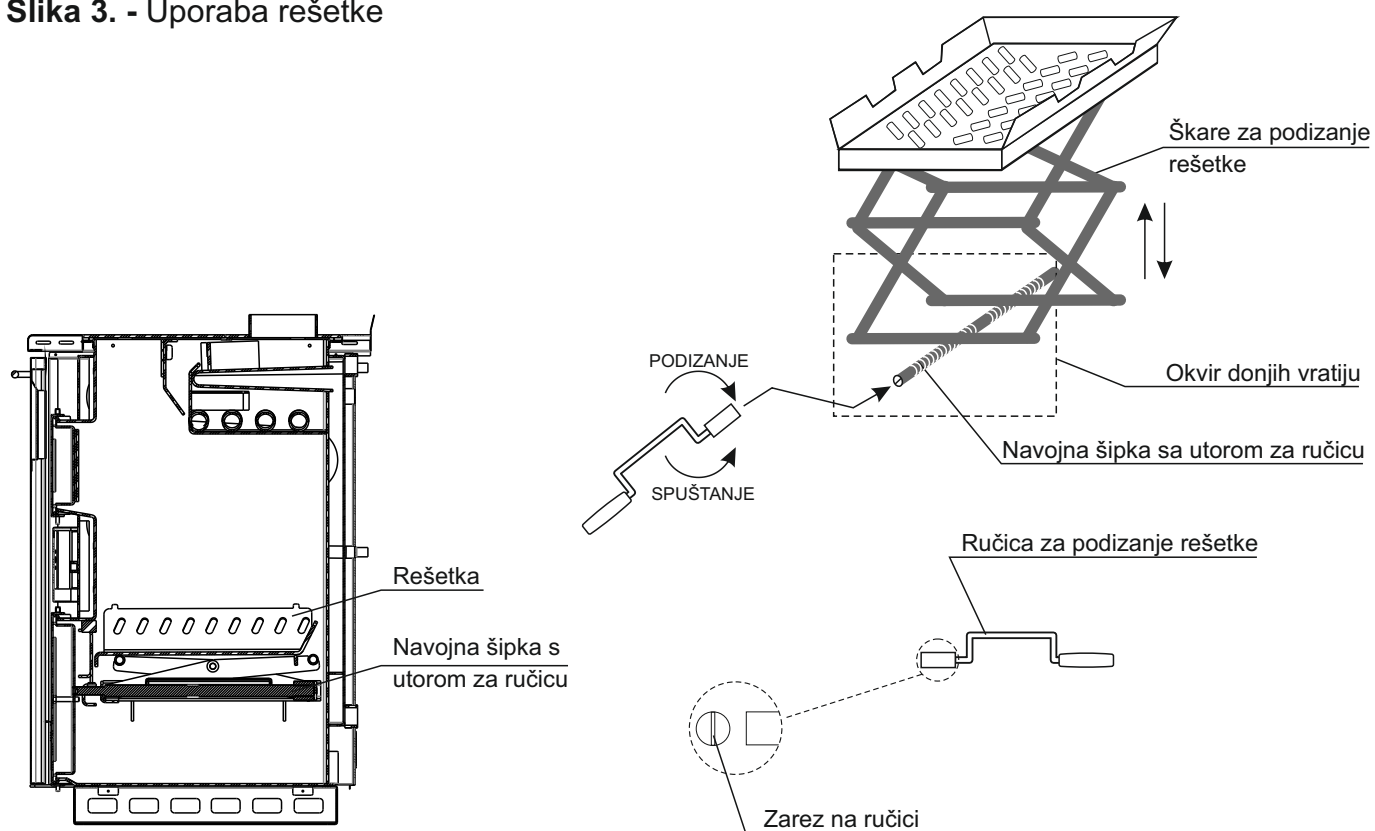 Slika 3. - Uporaba rešetke
Škare za podizanje
rešetke
PODIZANJE
SPUŠTANJE
Okvir donjih vratiju
Navojna šipka sa utorom za ručicu
Ručica za podizanje rešetke
Rešetka
Navojna šipka s
utorom za ručicu
Zarez na ručici